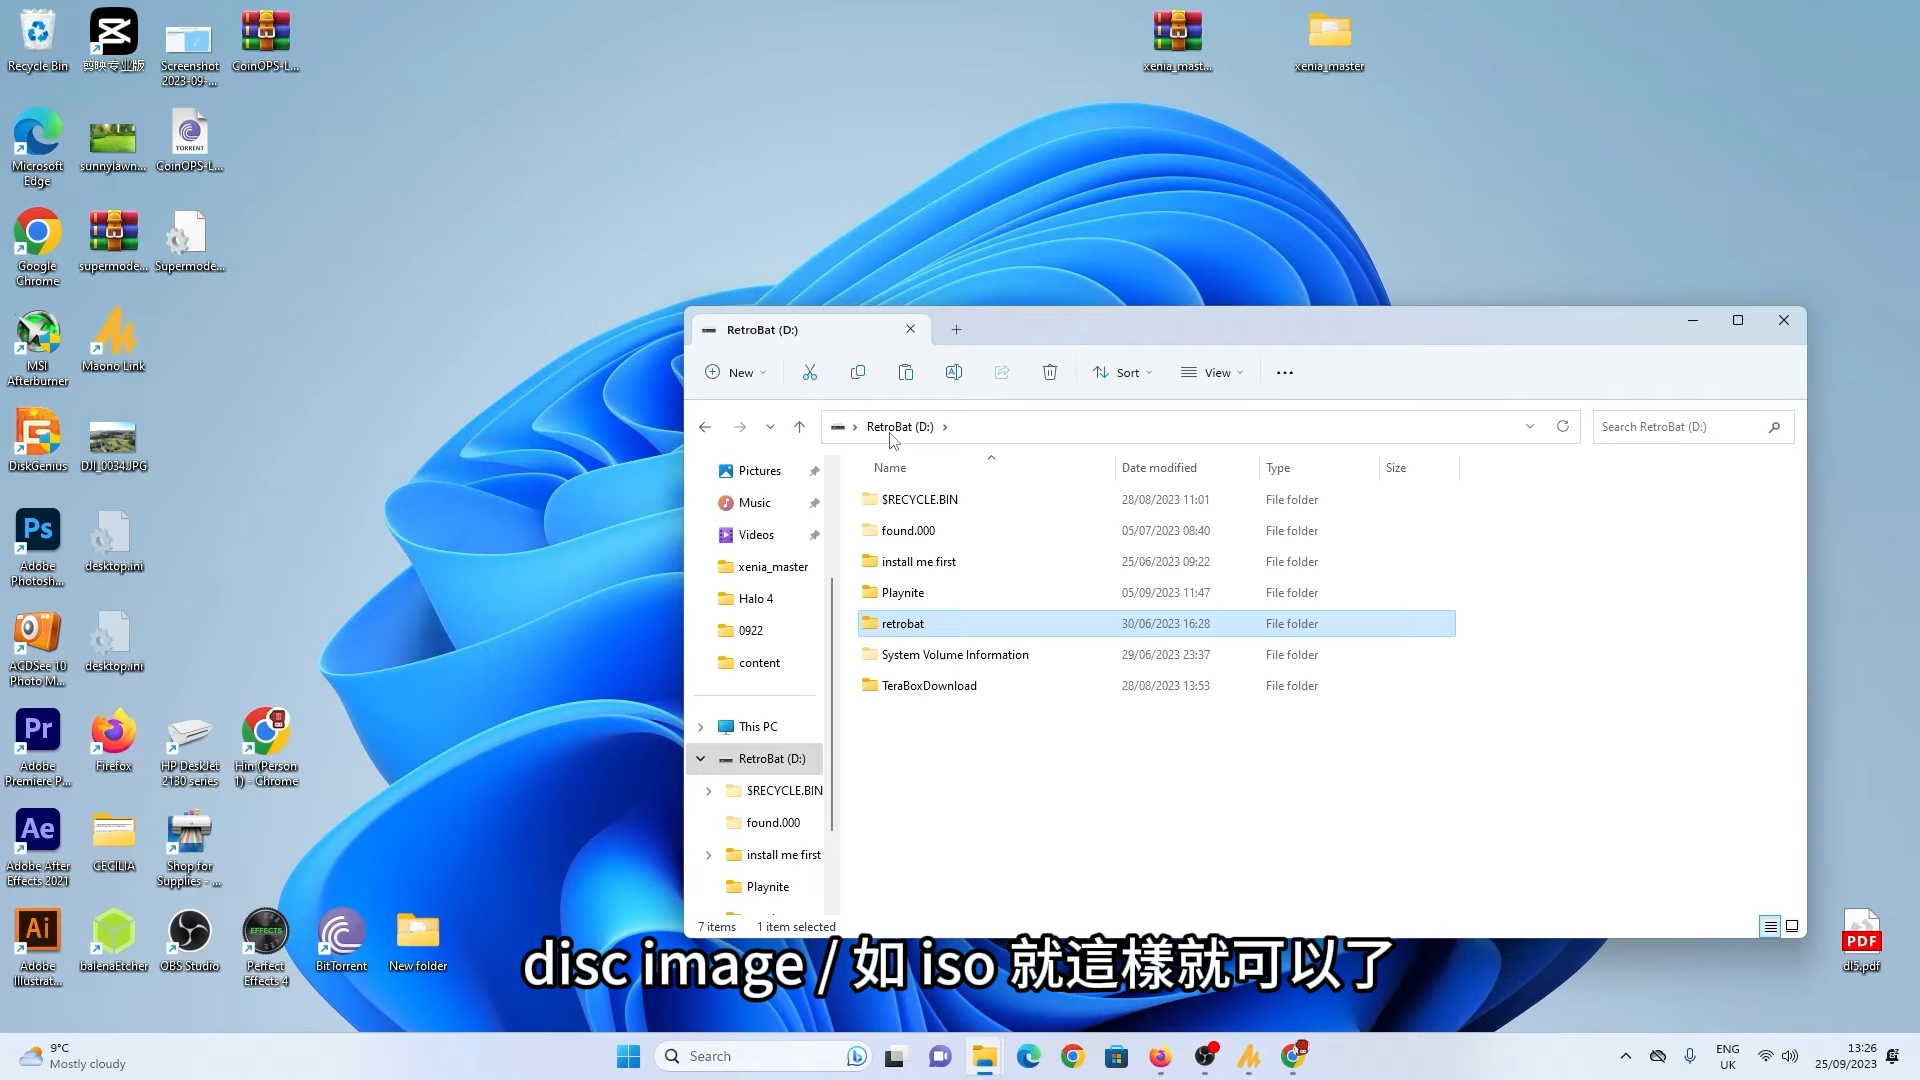 Recycle Bin
剪映专业版
Screenshot
2023-09-...
CoinOPS-L...
xenia_mast...
xenia_master
Microsoft
Edge
sunnylawn...
TORRENT
CoinOPS-L...
Google
Chrome
supermode...
Supermode...
MSI
Afterburner
Maono Link
DiskGenius
DJI_0034.JPG
Ps
Adobe
Photosh...
desktop.ini
ACDSee 10
Photo M...
desktop.ini
Pr
Adobe
Premiere P...
Firefox
HP DeskJet
2130 series
Hin (Person
1) - Chrome
Ae
Adobe After
Effects 2021
CECILIA
Shop for
Supplies - ...
Ai
Adobe
Illustrat...
balenaEtcher
OBS Studio
EFFECTS
Perfect
Effects 4
BitTorrent
New folder
PDF
dl5.pdf
RetroBat (D:)
New
Sort
View
RetroBat (D:)
Search RetroBat (D:)
Pictures
Music
Videos
xenia_master
Halo 4
0922
content
This PC
RetroBat (D:)
$RECYCLE.BIN
found.000
install me first
Playnite
Name Date modified Type Size
$RECYCLE.BIN 28/08/2023 11:01 File folder
found.000 05/07/2023 08:40 File folder
install me first 25/06/2023 09:22 File folder
Playnite 05/09/2023 11:47 File folder
retrobat 30/06/2023 16:28 File folder
System Volume Information 29/06/2023 23:37 File folder
TeraBoxDownload 28/08/2023 13:53 File folder
7 items 1 item selected
disc image / 如 iso 就這樣就可以了
9°C
Mostly cloudy
Search
ENG
UK
13:26
25/09/2023